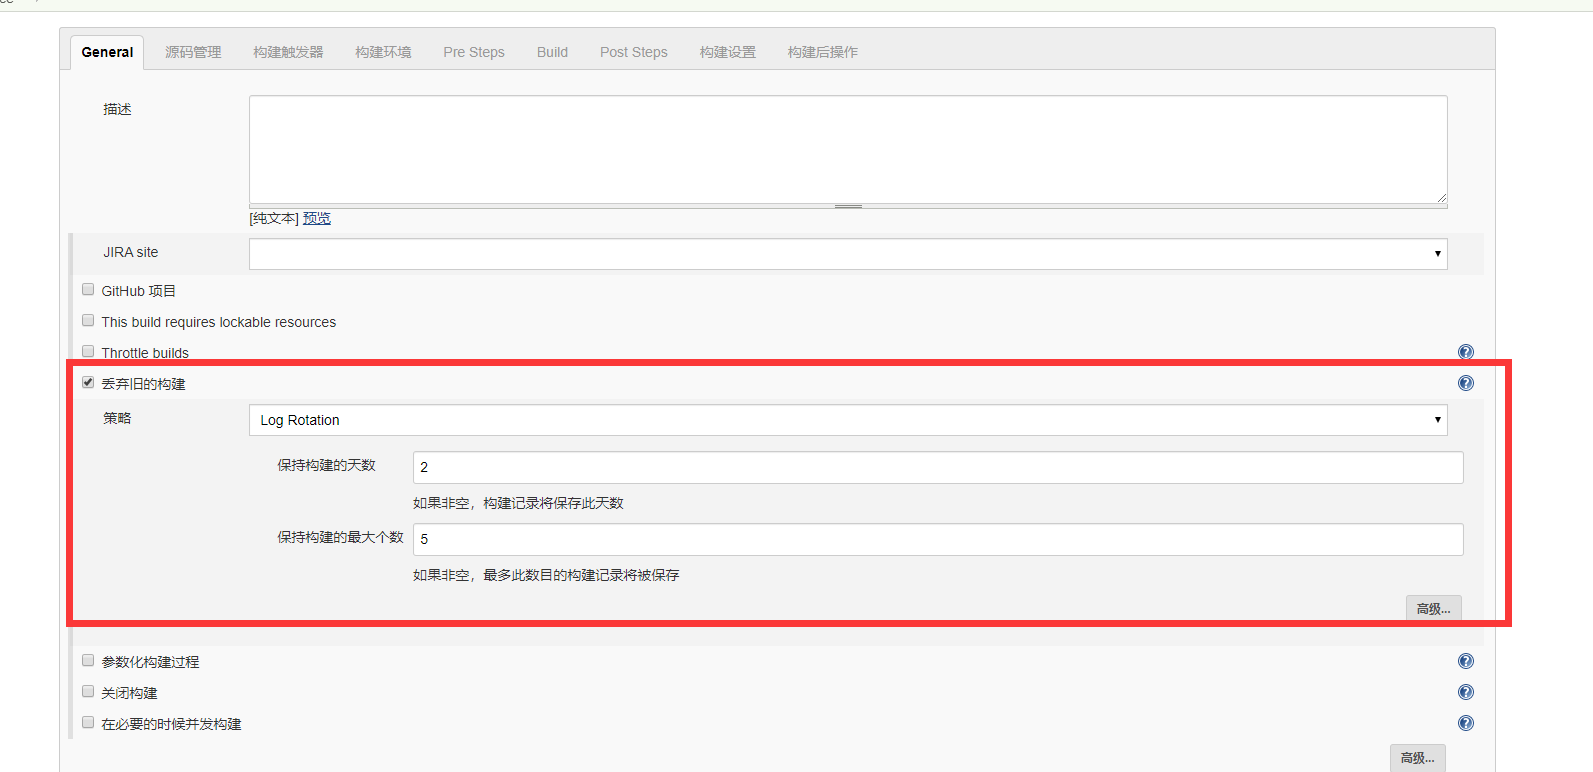 General 源码管理 构建触发器 构建环境 Pre Steps Build Post Steps 构建设置 构建后操作
描述
[纯文本] 预览
JIRA site
GitHub 项目
This build requires lockable resources
Throttle builds
丢弃旧的构建
策略 Log Rotation
保持构建的天数 2
如果非空，构建记录将保存此天数
保持构建的最大个数 5
如果非空，最多此数目的构建记录将被保存
高级...
参数化构建过程
关闭构建
在必要的时候并发构建
高级...